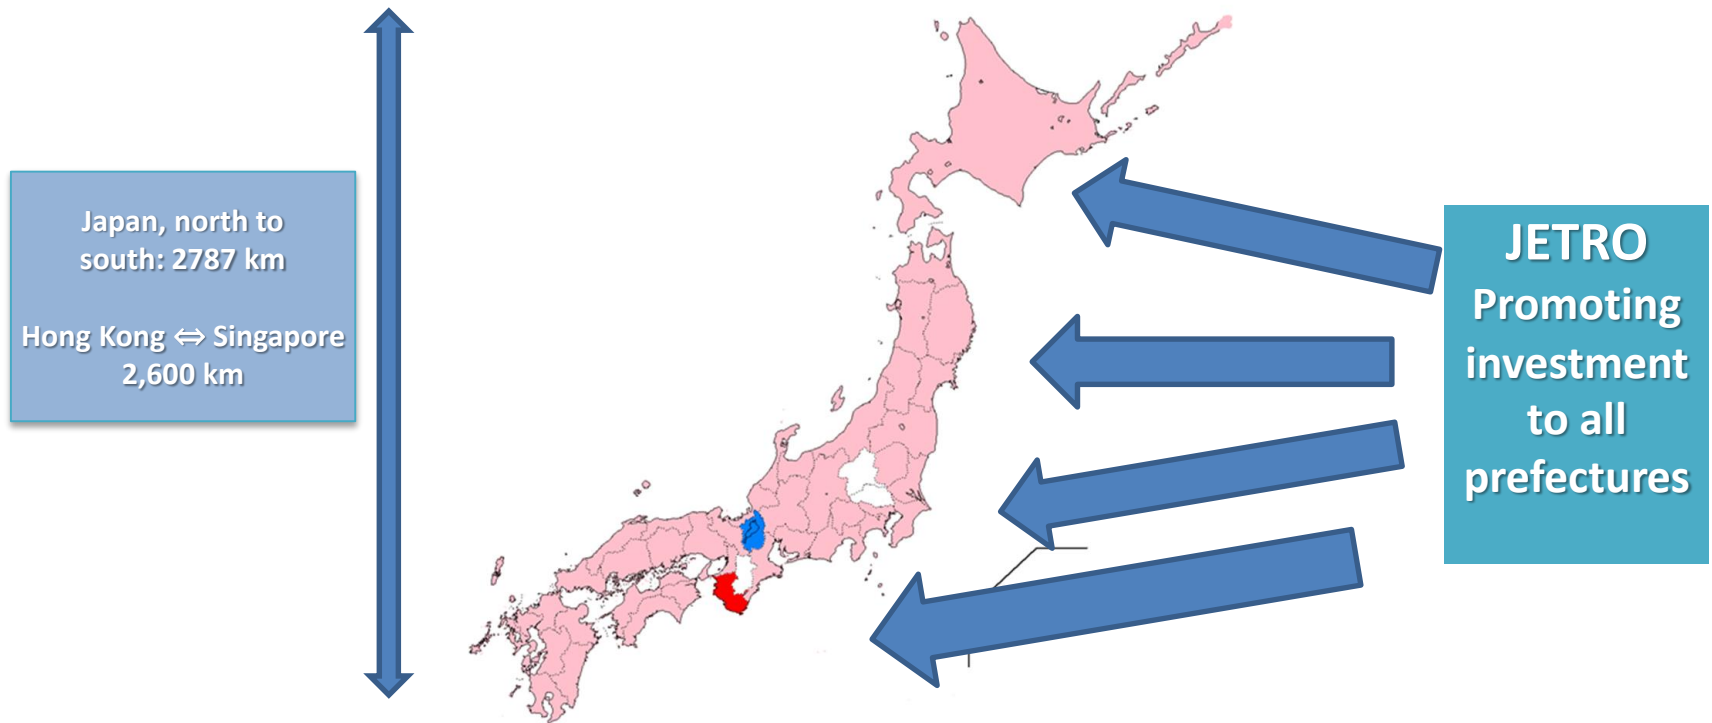 Japan, north to
south: 2787 km
Hong Kong ⇔ Singapore
2,600 km
JETRO
Promoting
investment
to all
prefectures